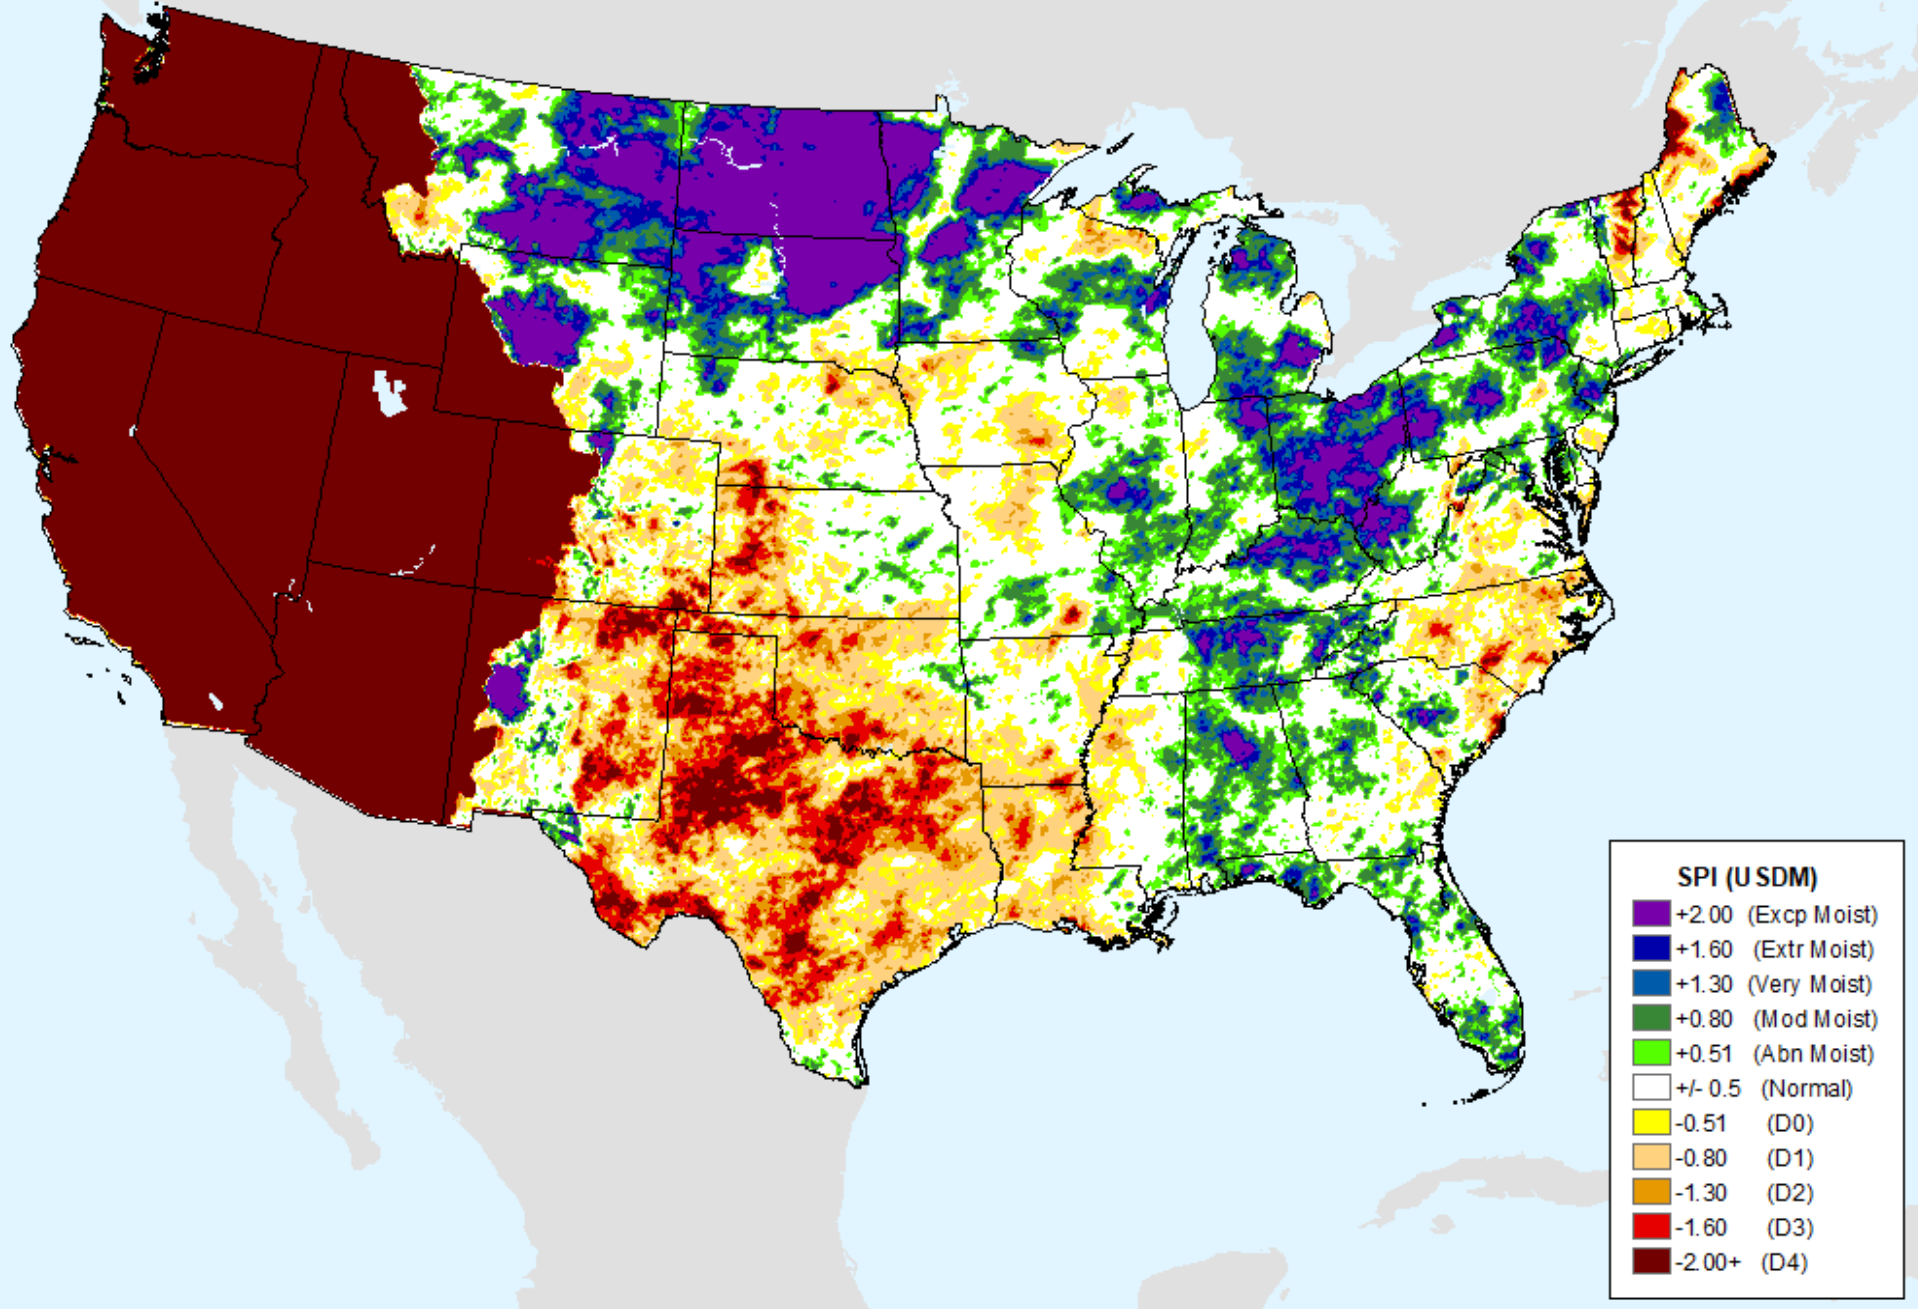 SPI (USDM)
+2.00 (Excp Moist)
+1.60 (Extr Moist)
+1.30 (Very Moist)
+0.80 (Mod Moist)
+0.51 (Abn Moist)
+/- 0.5 (Normal)
-0.51 (D0)
-0.80 (D1)
-1.30 (D2)
-1.60 (D3)
-2.00+ (D4)